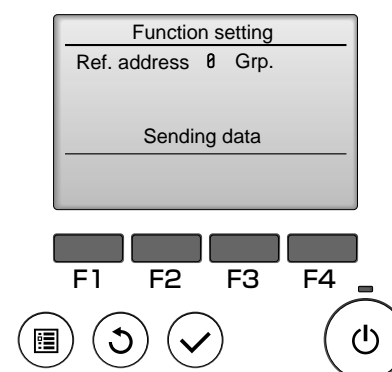 Function setting
Ref. address 0 Grp.
Sending data
F1 F2 F3 F4